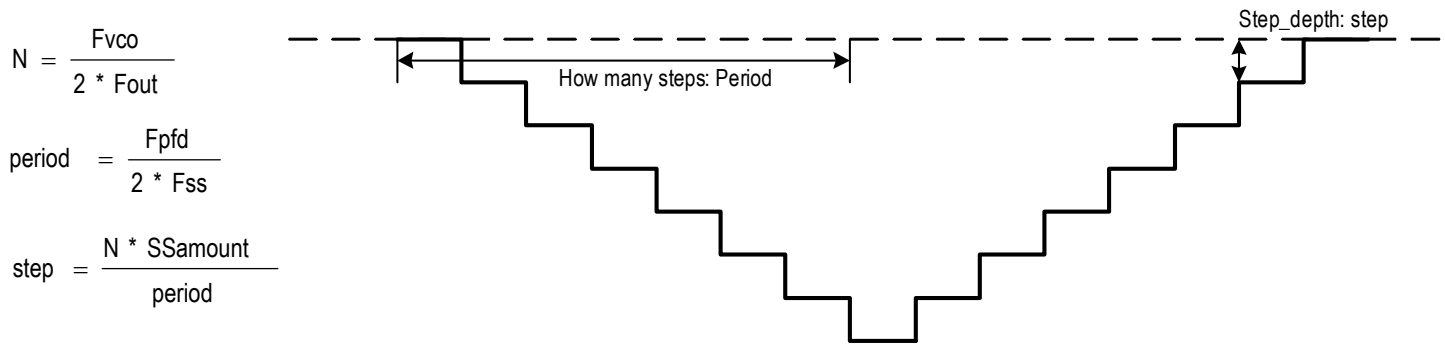 N = Fvco / 2 * Fout
period = Fpfd / 2 * Fss
step = N * SSamount / period
How many steps: Period
Step_depth: step